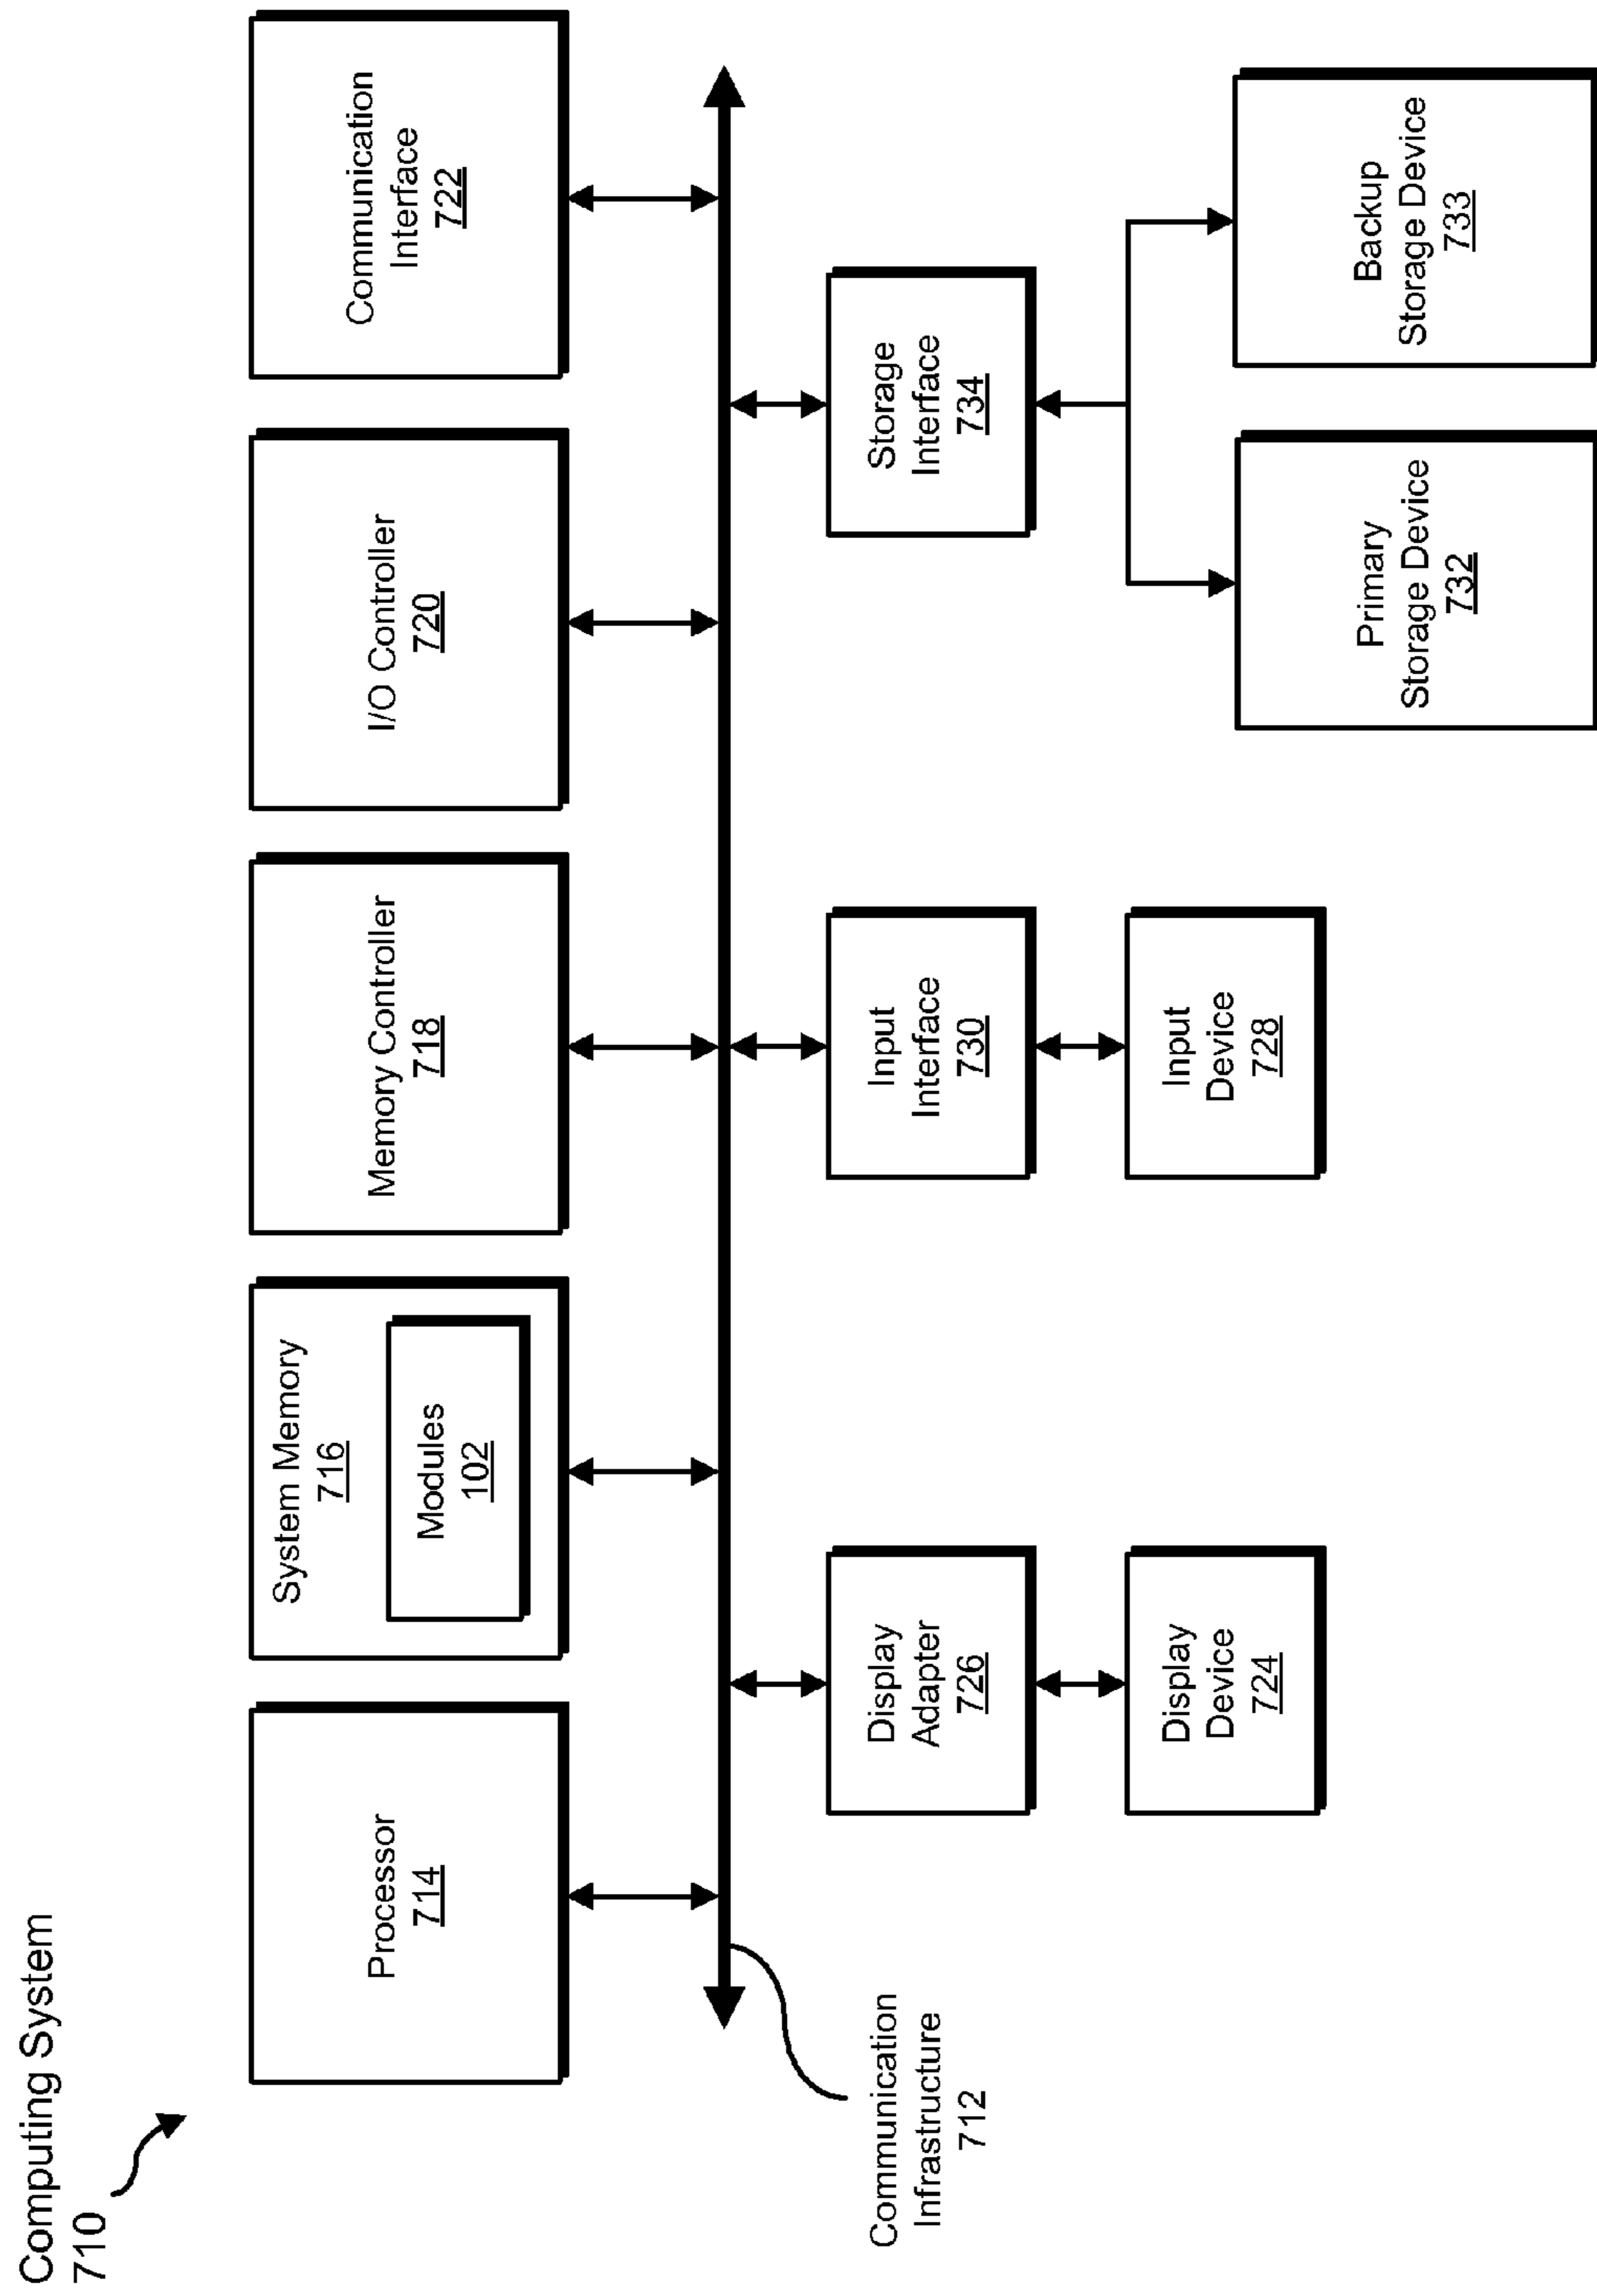 Computing System
710
Processor
714
System Memory
716
Modules
102
Memory Controller
718
I/O Controller
720
Communication
Interface
722
Communication
Infrastructure
712
Display
Adapter
726
Input
Interface
730
Storage
Interface
734
Display
Device
724
Input
Device
728
Primary
Storage Device
732
Backup
Storage Device
733